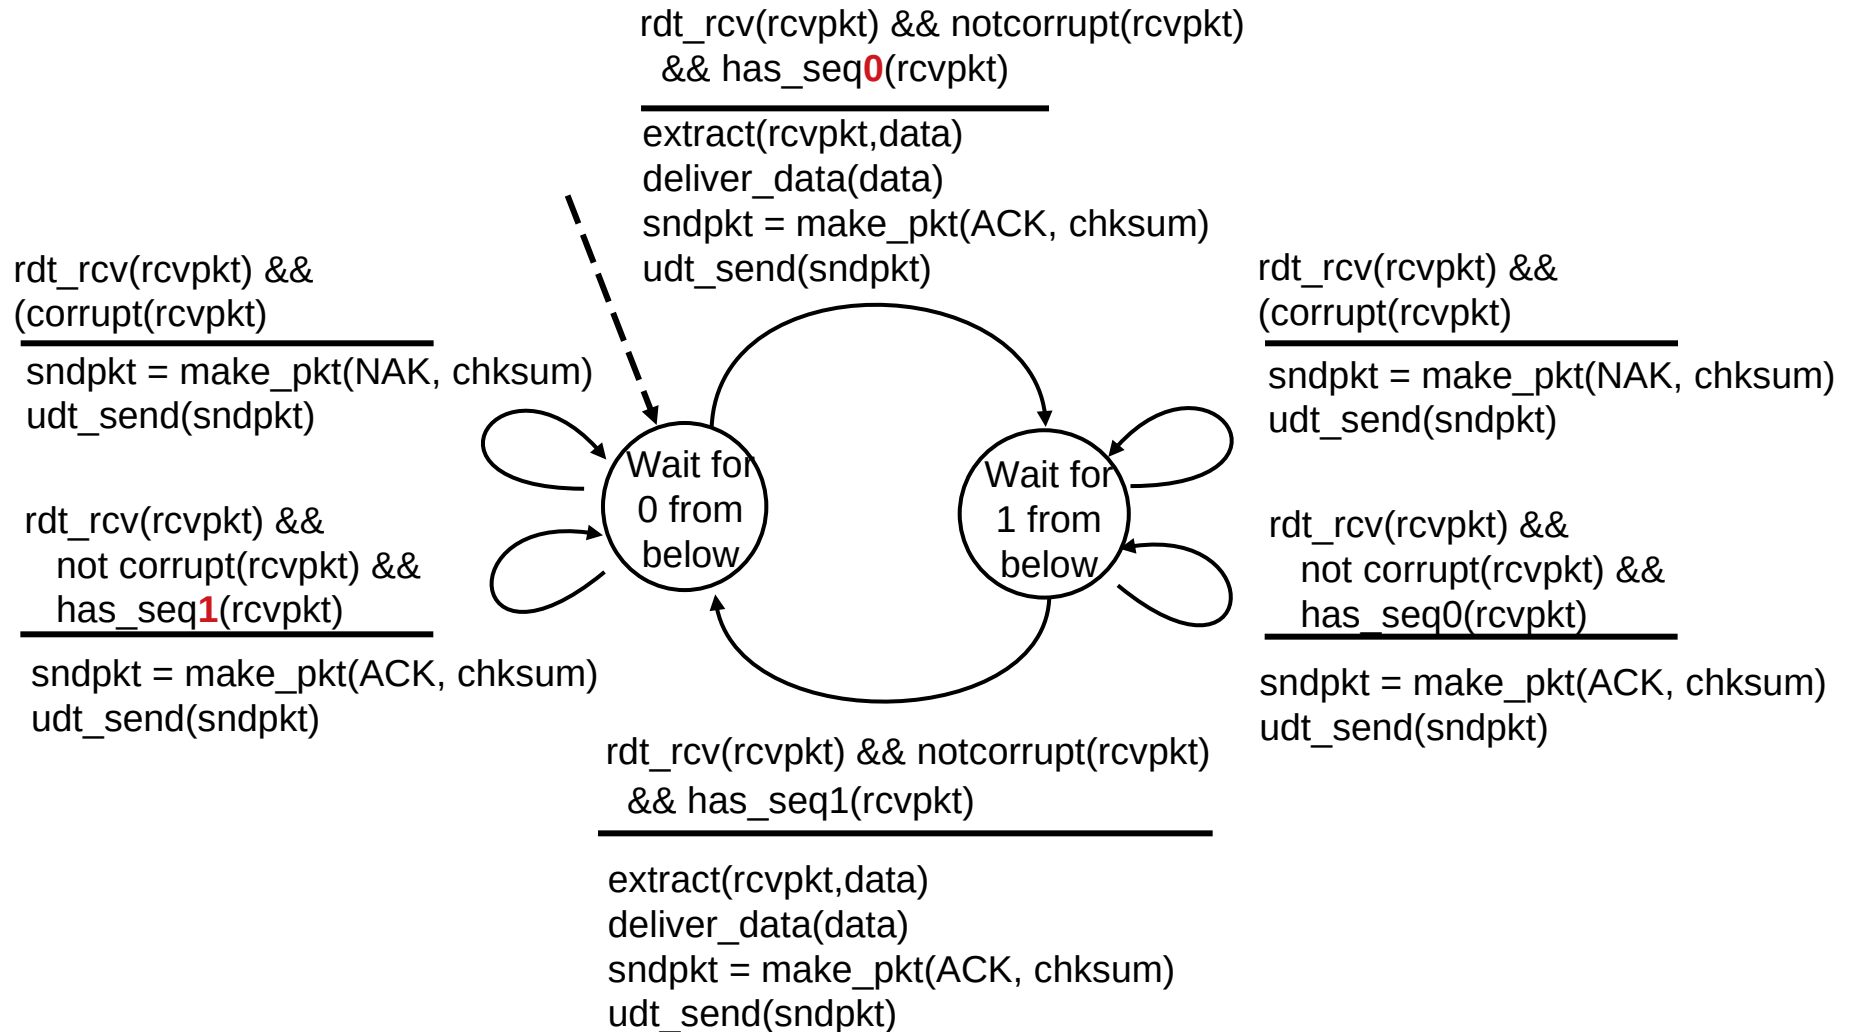 rdt_rcv(rcvpkt) && notcorrupt(rcvpkt)
&& has_seq0(rcvpkt)
extract(rcvpkt,data)
deliver_data(data)
sndpkt = make_pkt(ACK, chksum)
udt_send(sndpkt)
rdt_rcv(rcvpkt) &&
(corrupt(rcvpkt)
sndpkt = make_pkt(NAK, chksum)
udt_send(sndpkt)
rdt_rcv(rcvpkt) &&
not corrupt(rcvpkt) &&
has_seq1(rcvpkt)
sndpkt = make_pkt(ACK, chksum)
udt_send(sndpkt)
Wait for
0 from
below
Wait for
1 from
below
rdt_rcv(rcvpkt) &&
(corrupt(rcvpkt)
sndpkt = make_pkt(NAK, chksum)
udt_send(sndpkt)
rdt_rcv(rcvpkt) &&
not corrupt(rcvpkt) &&
has_seq0(rcvpkt)
sndpkt = make_pkt(ACK, chksum)
udt_send(sndpkt)
rdt_rcv(rcvpkt) && notcorrupt(rcvpkt)
&& has_seq1(rcvpkt)
extract(rcvpkt,data)
deliver_data(data)
sndpkt = make_pkt(ACK, chksum)
udt_send(sndpkt)